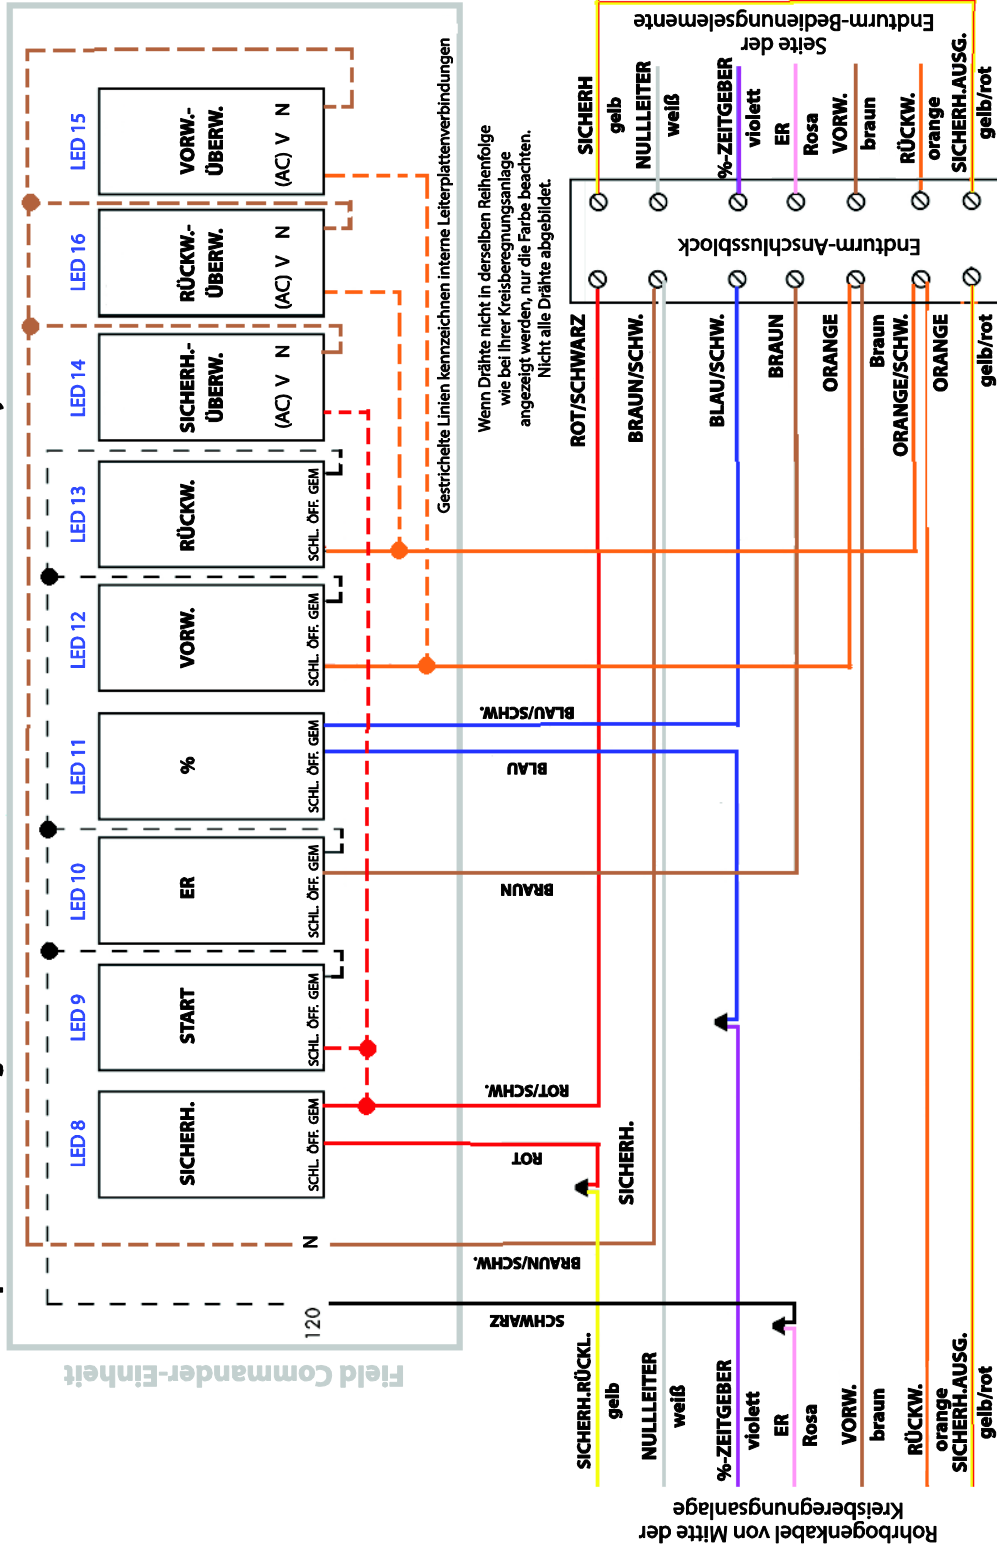 LED 8
SICHERH.
SCHL. ÖFF. GEM
LED 9
START
SCHL. ÖFF. GEM
LED 10
ER
SCHL. ÖFF. GEM
LED 11
%
SCHL. ÖFF. GEM
LED 12
VORW.
SCHL. ÖFF. GEM
LED 13
RÜCKW.
SCHL. ÖFF. GEM
LED 14
SICHERH.-
ÜBERW.
(AC) V N
LED 16
RÜCKW.-
ÜBERW.
(AC) V N
LED 15
VORW.-
ÜBERW.
(AC) V N
120
N
Field Commander-Einheit
Gestrichelte Linien kennzeichnen interne Leiterplattenverbindungen
Wenn Drähte nicht in derselben Reihenfolge
wie bei Ihrer Kreisberegnungsanlage
angezeigt werden, nur die Farbe beachten.
Nicht alle Drähte abgebildet.
SCHWARZ
BRAUN/SCHW.
ROT
ROT/SCHW.
BRAUN
BLAU
BLAU/SCHW.
SICHERH.
SICHERH.RÜCKL.
gelb
NULLLEITER
weiß
%-ZEITGEBER
violett
ER
Rosa
VORW.
braun
RÜCKW.
orange
SICHERH.AUSG.
gelb/rot
Rohrbogenkabel von Mitte der
Kreisberegnungsanlage
ROT/SCHWARZ
BRAUN/SCHW.
BLAU/SCHW.
BRAUN
ORANGE
Braun
ORANGE/SCHW.
ORANGE
gelb/rot
Endturm-Anschlussblock
SICHERH
gelb
NULLLEITER
weiß
%-ZEITGEBER
violett
ER
Rosa
VORW.
braun
RÜCKW.
orange
SICHERH.AUSG.
gelb/rot
Seite der
Endturm-Bedienungselemente